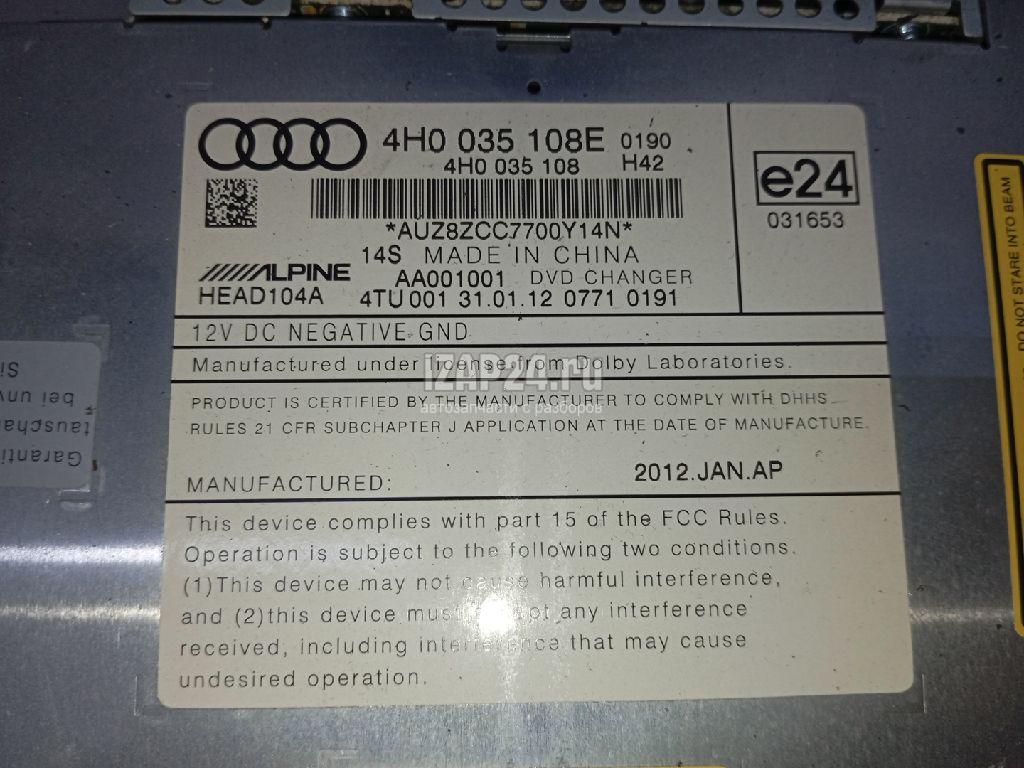 4H0 035 108E 0190
4H0 035 108 H42
*AUZ8ZCC7700Y14N*
14S MADE IN CHINA
ALPINE AA001001 DVD CHANGER
HEAD104A 4TU 001 31.01.12 0771 0191
e24
031653
12V DC NEGATIVE GND
Manufactured under license from Dolby Laboratories.
PRODUCT IS CERTIFIED BY THE MANUFACTURER TO COMPLY WITH DHHS
RULES 21 CFR SUBCHAPTER J APPLICATION AT THE DATE OF MANUFACTURE.
MANUFACTURED: 2012.JAN.AP
This device complies with part 15 of the FCC Rules.
Operation is subject to the following two conditions.
(1)This device may not cause harmful interference,
and (2)this device must any interference
received, including interference that may cause
undesired operation.
IZAP24.ru
автозапчасти с разборов
DO NOT STARE INTO BEAM
Garanti
tauscha
bei unv
Si